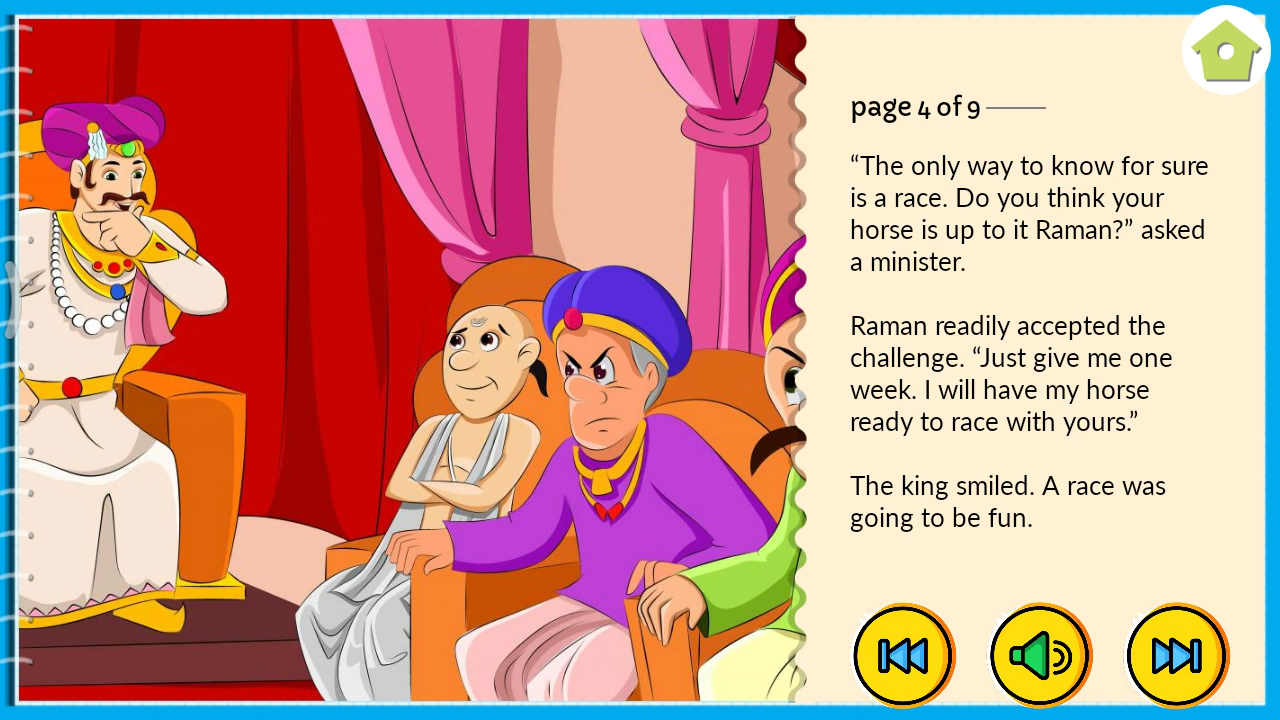 page 4 of 9
“The only way to know for sure
is a race. Do you think your
horse is up to it Raman?” asked
a minister.
Raman readily accepted the
challenge. “Just give me one
week. I will have my horse
ready to race with yours.”
The king smiled. A race was
going to be fun.